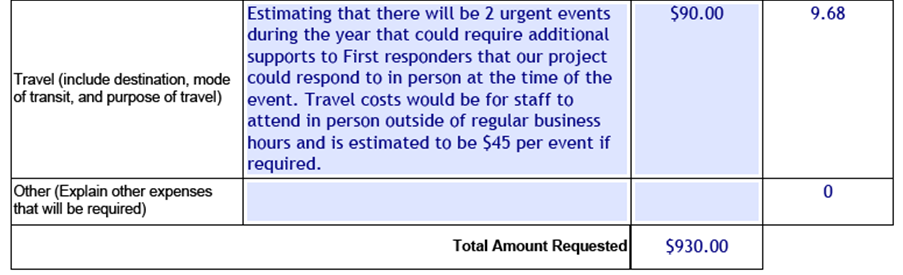 Travel (include destination, mode
of transit, and purpose of travel)
Estimating that there will be 2 urgent events
during the year that could require additional
supports to First responders that our project
could respond to in person at the time of the
event. Travel costs would be for staff to
attend in person outside of regular business
hours and is estimated to be $45 per event if
required.
$90.00
9.68
Other (Explain other expenses
that will be required)
0
Total Amount Requested
$930.00